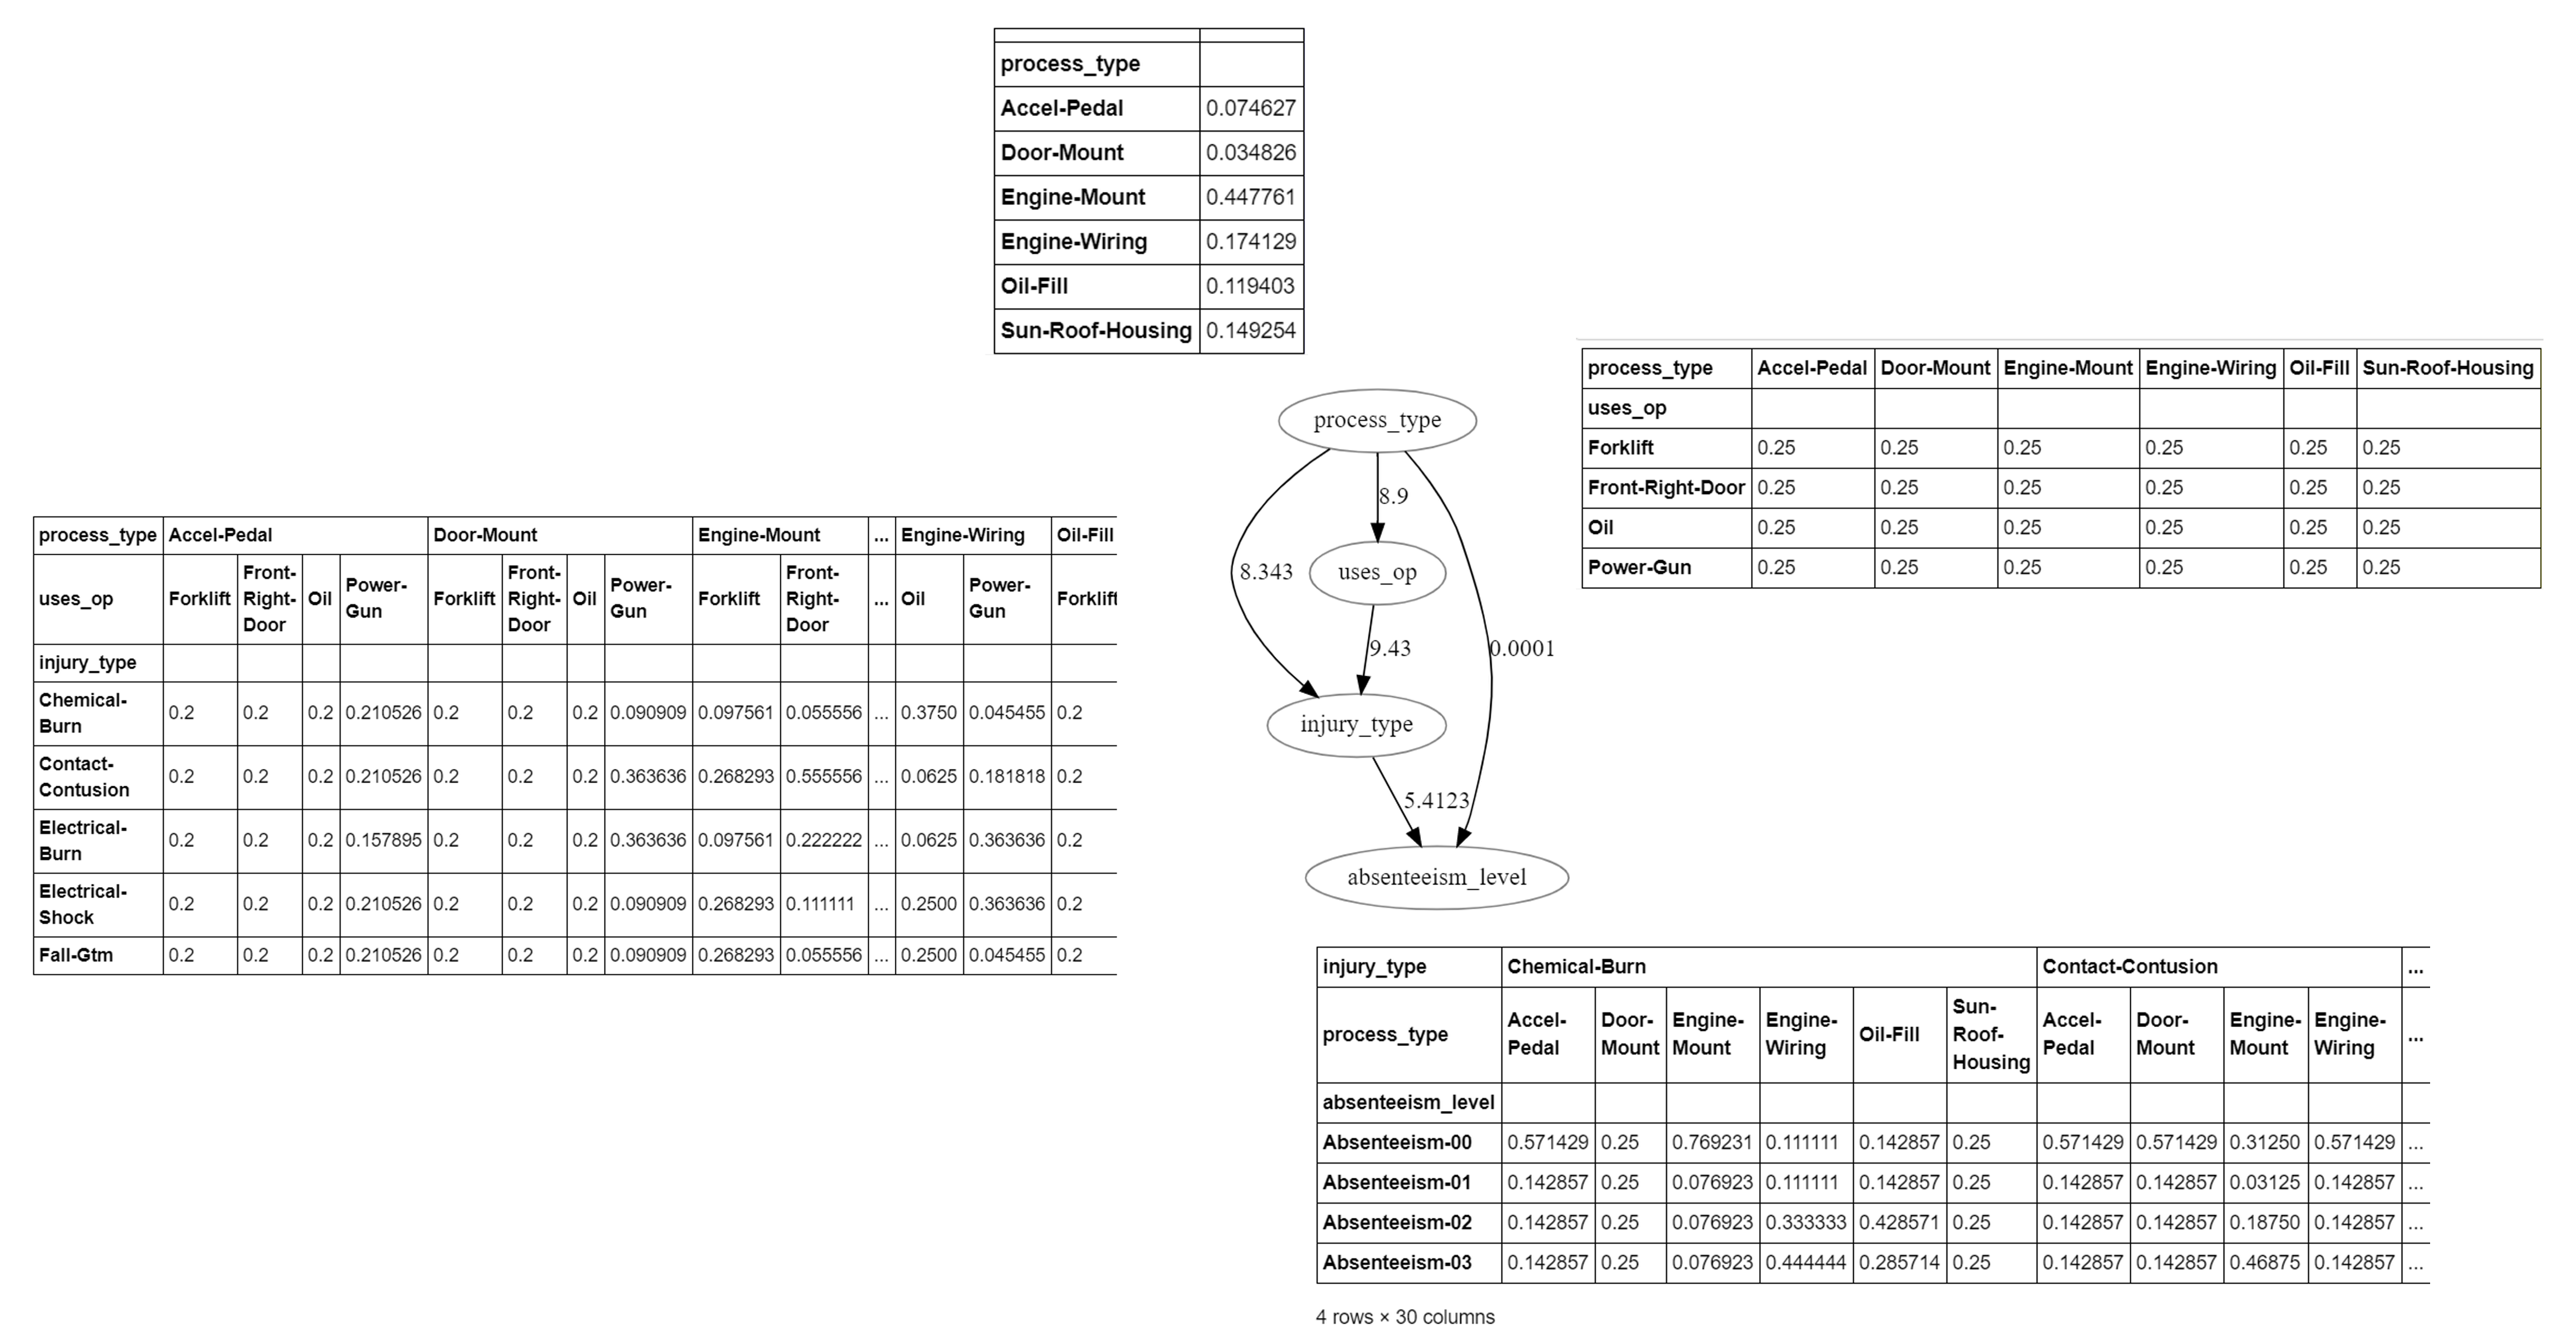 process_type
Accel-Pedal 0.074627
Door-Mount 0.034826
Engine-Mount 0.447761
Engine-Wiring 0.174129
Oil-Fill 0.119403
Sun-Roof-Housing 0.149254
process_type Accel-Pedal Door-Mount Engine-Mount Engine-Wiring Oil-Fill Sun-Roof-Housing
uses_op
Forklift 0.25 0.25 0.25 0.25 0.25 0.25
Front-Right-Door 0.25 0.25 0.25 0.25 0.25 0.25
Oil 0.25 0.25 0.25 0.25 0.25 0.25
Power-Gun 0.25 0.25 0.25 0.25 0.25 0.25
process_type
8.9
8.343
uses_op
9.43
0.0001
injury_type
5.4123
absenteeism_level
process_type Accel-Pedal Door-Mount Engine-Mount ... Engine-Wiring Oil-Fill
uses_op Forklift Front-Right-Door Oil Power-Gun Forklift Front-Right-Door Oil Power-Gun Forklift Front-Right-Door ... Oil Power-Gun Forklift
injury_type
Chemical-Burn 0.2 0.2 0.2 0.210526 0.2 0.2 0.2 0.090909 0.097561 0.055556 ... 0.3750 0.045455 0.2
Contact-Contusion 0.2 0.2 0.2 0.210526 0.2 0.2 0.2 0.363636 0.268293 0.555556 ... 0.0625 0.181818 0.2
Electrical-Burn 0.2 0.2 0.2 0.157895 0.2 0.2 0.2 0.363636 0.097561 0.222222 ... 0.0625 0.363636 0.2
Electrical-Shock 0.2 0.2 0.2 0.210526 0.2 0.2 0.2 0.090909 0.268293 0.111111 ... 0.2500 0.363636 0.2
Fall-Gtm 0.2 0.2 0.2 0.210526 0.2 0.2 0.2 0.090909 0.268293 0.055556 ... 0.2500 0.045455 0.2
injury_type Chemical-Burn Contact-Contusion ...
process_type Accel-Pedal Door-Mount Engine-Mount Engine-Wiring Oil-Fill Sun-Roof-Housing Accel-Pedal Door-Mount Engine-Mount Engine-Wiring ...
absenteeism_level
Absenteeism-00 0.571429 0.25 0.769231 0.111111 0.142857 0.25 0.571429 0.571429 0.31250 0.571429 ...
Absenteeism-01 0.142857 0.25 0.076923 0.111111 0.142857 0.25 0.142857 0.142857 0.03125 0.142857 ...
Absenteeism-02 0.142857 0.25 0.076923 0.333333 0.428571 0.25 0.142857 0.142857 0.18750 0.142857 ...
Absenteeism-03 0.142857 0.25 0.076923 0.444444 0.285714 0.25 0.142857 0.142857 0.46875 0.142857 ...
4 rows × 30 columns